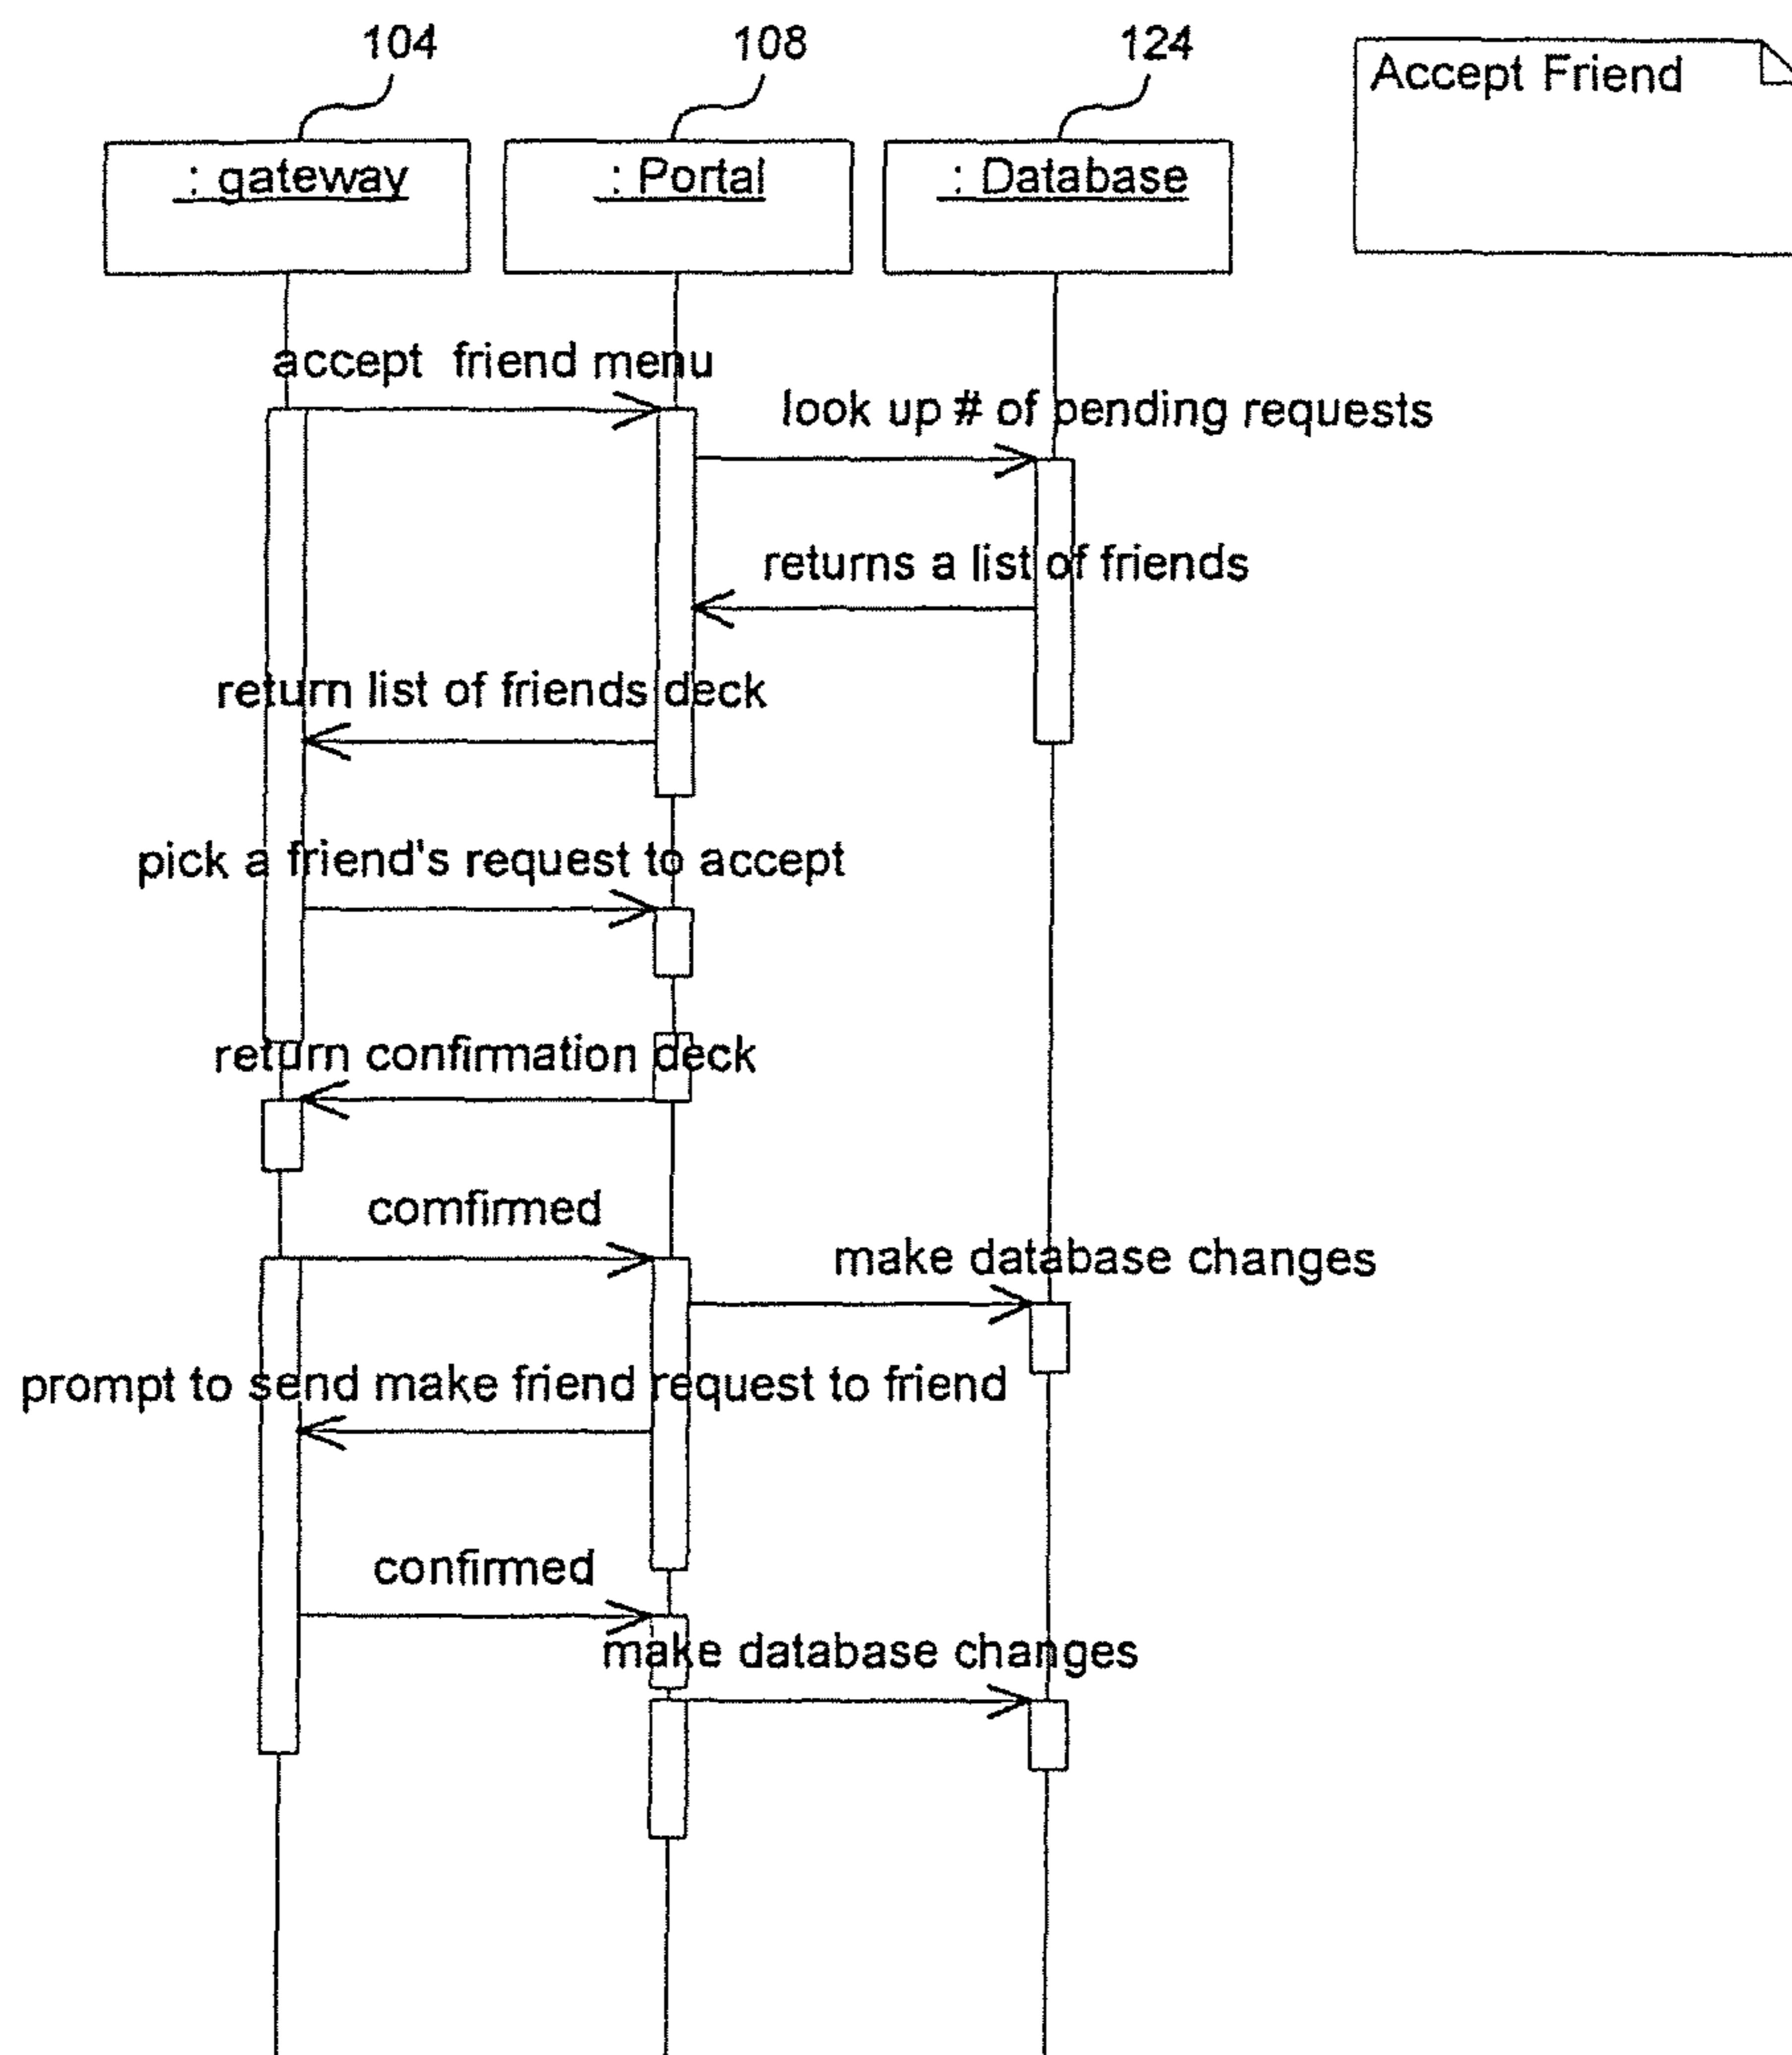 104
108
124
Accept Friend
: gateway
: Portal
: Database
accept friend menu
look up # of pending requests
returns a list of friends
return list of friends deck
pick a friend's request to accept
return confirmation deck
comfirmed
make database changes
prompt to send make friend request to friend
confirmed
make database changes